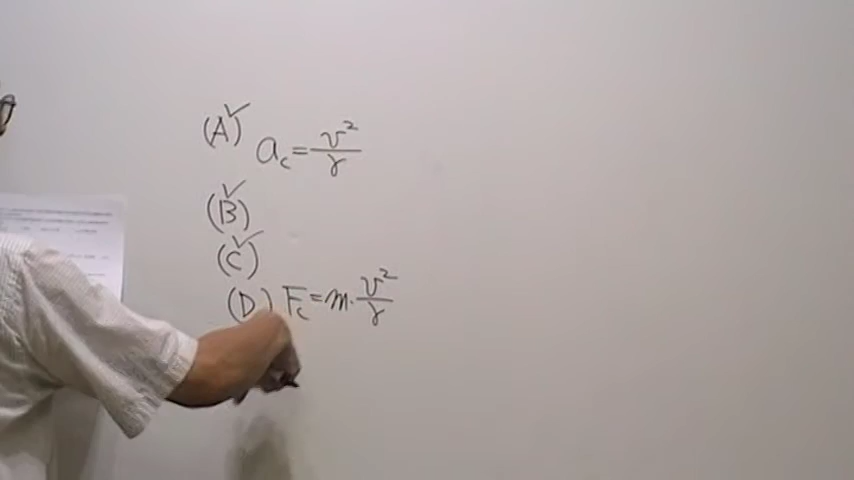 (A) ✓ a_c = v²/r
(B) ✓
(C) ✓
(D) F_c = m · v²/r